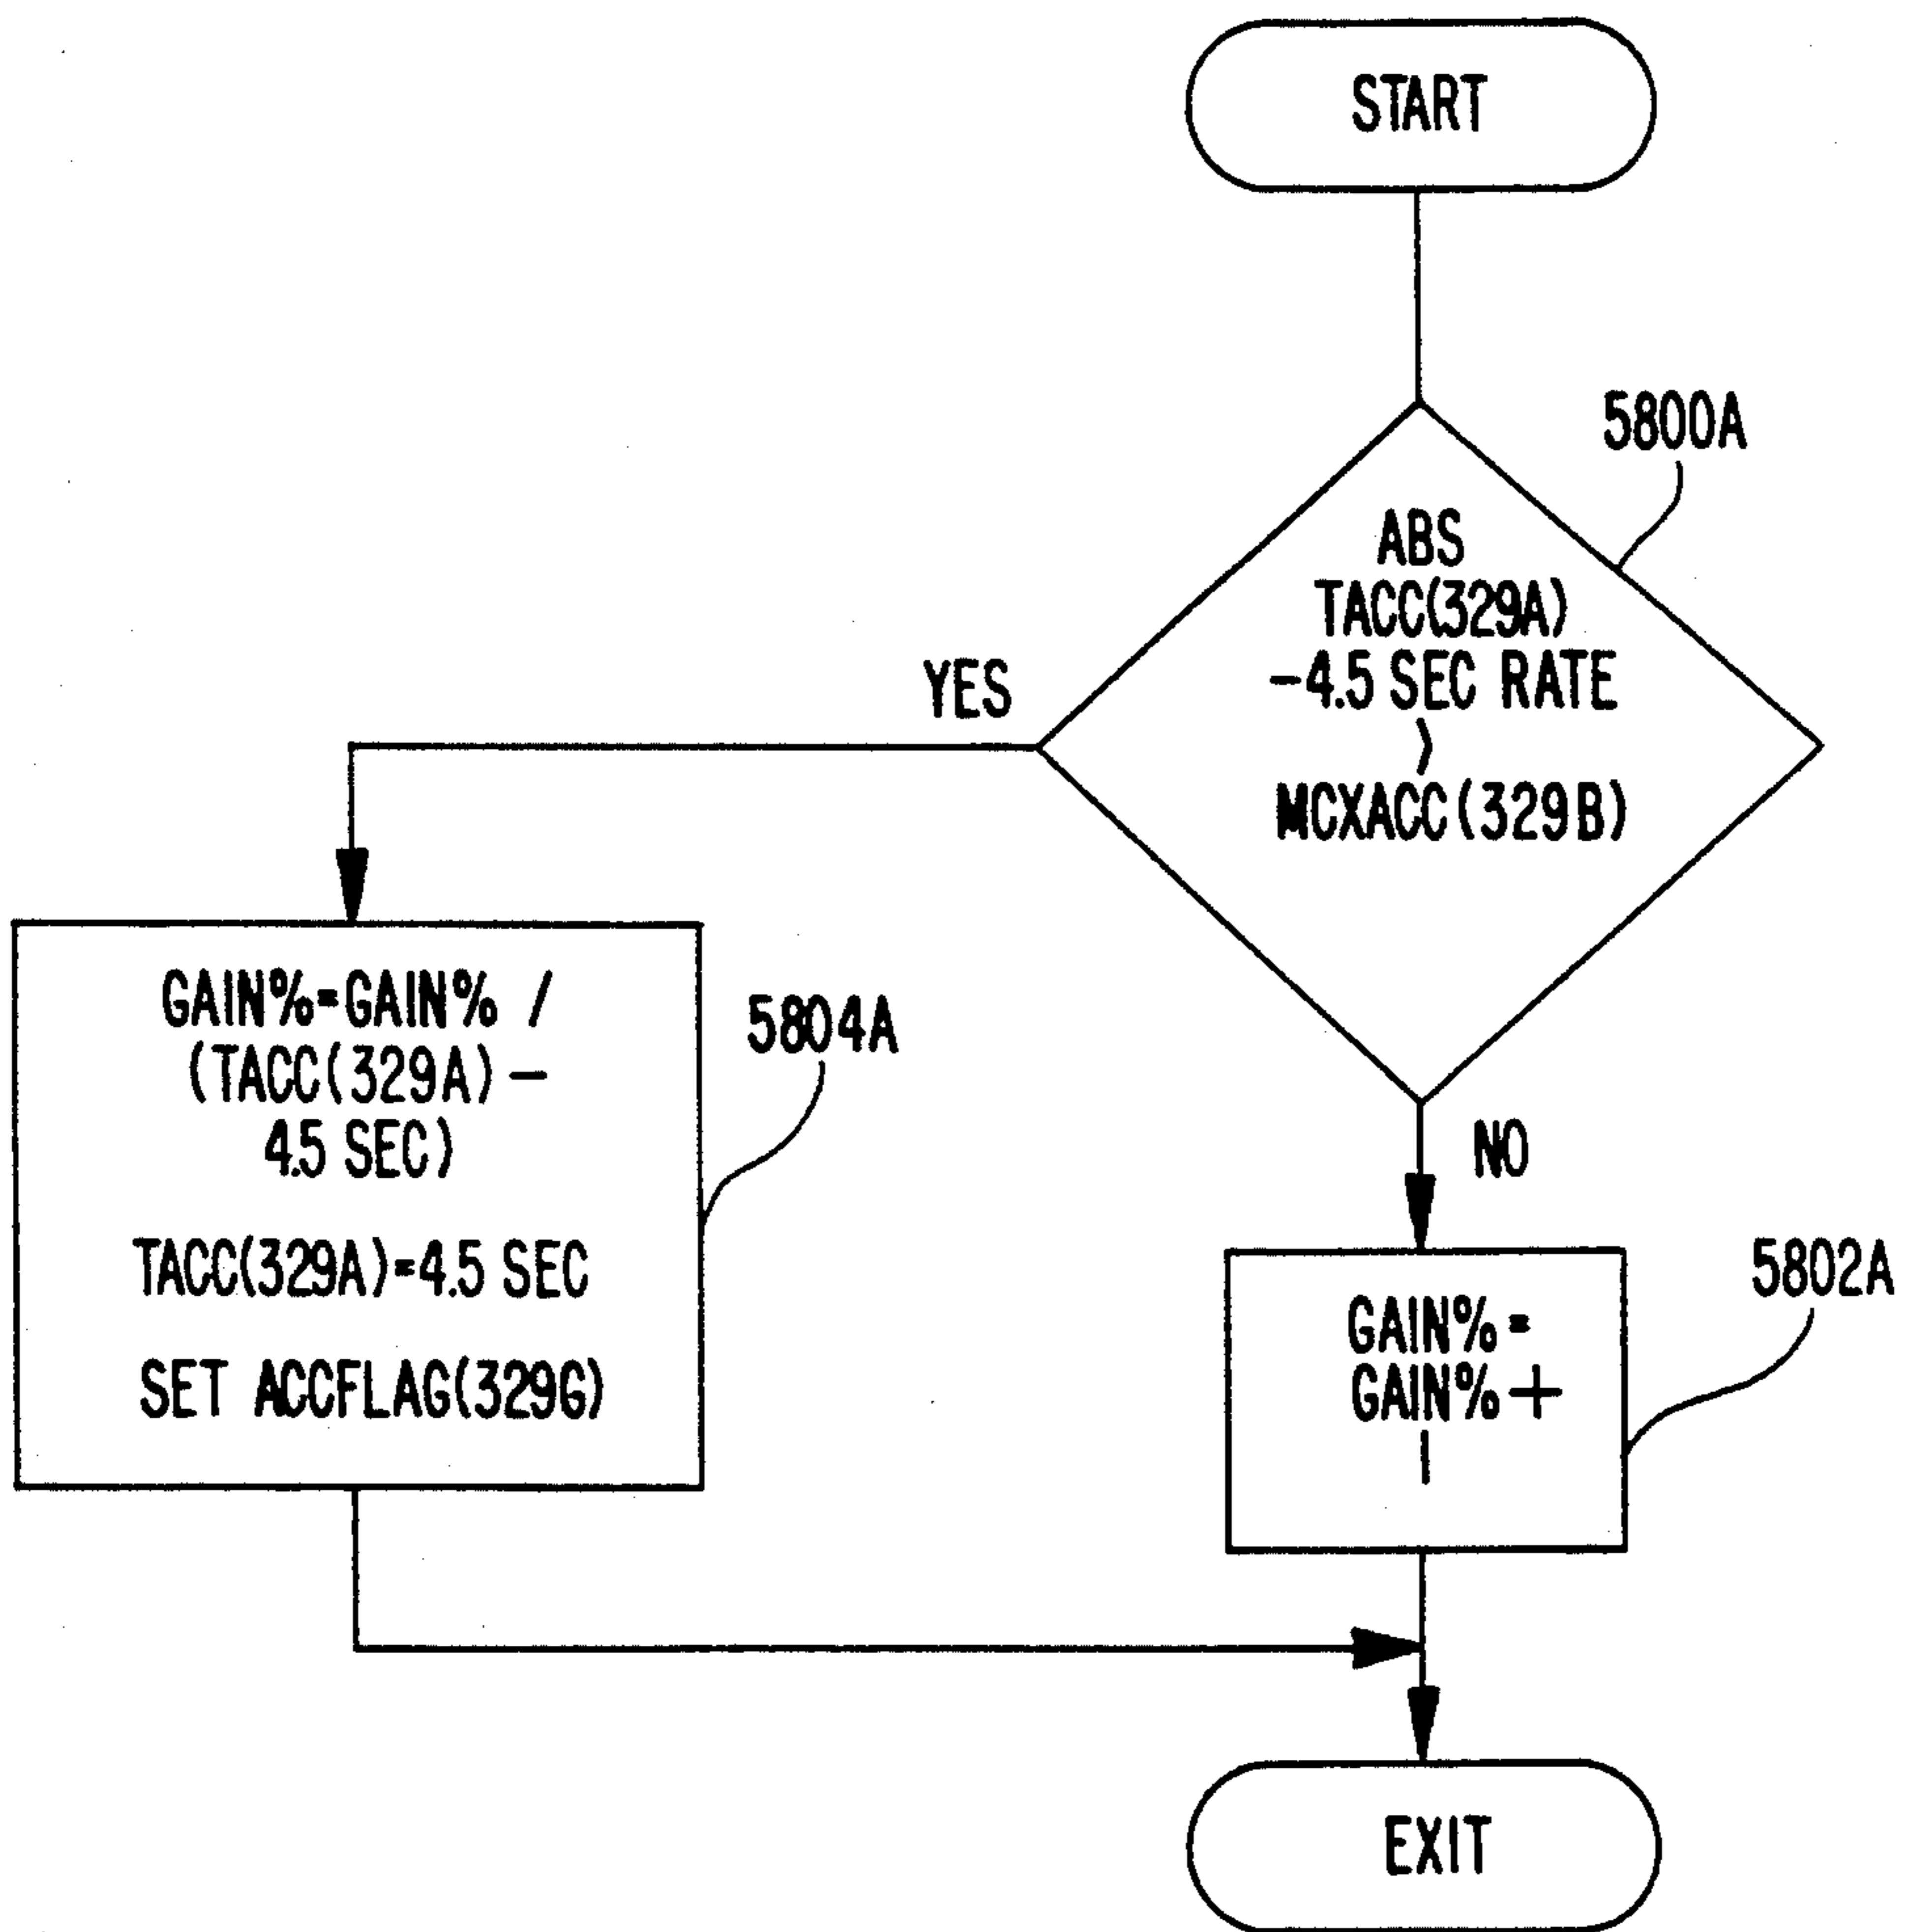 START
5800A
ABS
TACC(329A)
-4.5 SEC RATE
>
MCXACC(329B)
YES
NO
GAIN%=GAIN% /
(TACC(329A)-
4.5 SEC)
TACC(329A)=4.5 SEC
SET ACCFLAG(329G)
5804A
GAIN%=
GAIN%+
1
5802A
EXIT